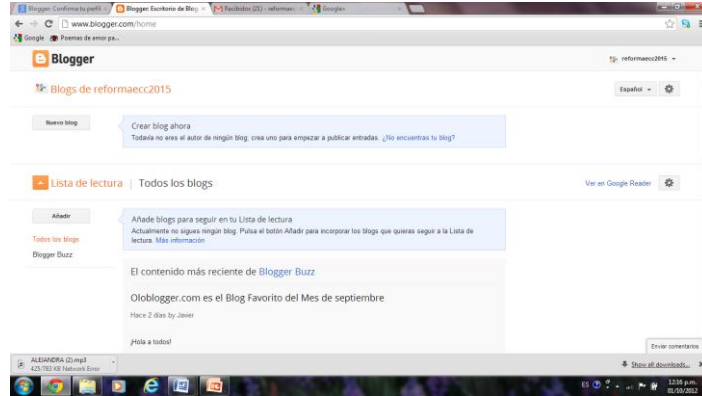 Blogger: Confirma tu perfil
Blogger: Escritorio de Blog
Recibidos (21) - reformaec
Google+
www.blogger.com/home
Google
Poemas de amor pa...
Blogger
reformaecc2015
Blogs de reformaecc2015
Español
Nuevo blog
Crear blog ahora
Todavía no eres el autor de ningún blog; crea uno para empezar a publicar entradas. ¿No encuentras tu blog?
Lista de lectura | Todos los blogs
Ver en Google Reader
Añadir
Añade blogs para seguir en tu Lista de lectura
Actualmente no sigues ningún blog. Pulsa el botón Añadir para incorporar los blogs que quieras seguir a la Lista de
lectura. Más información
Todos los blogs
Blogger Buzz
El contenido más reciente de Blogger Buzz
Oloblogger.com es el Blog Favorito del Mes de septiembre
Hace 2 días by Javier
¡Hola a todos!
Enviar comentarios
ALEJANDRA (2).mp3
425/783 KB Network Error
Show all downloads...
ES
12:16 p.m.
01/10/2012